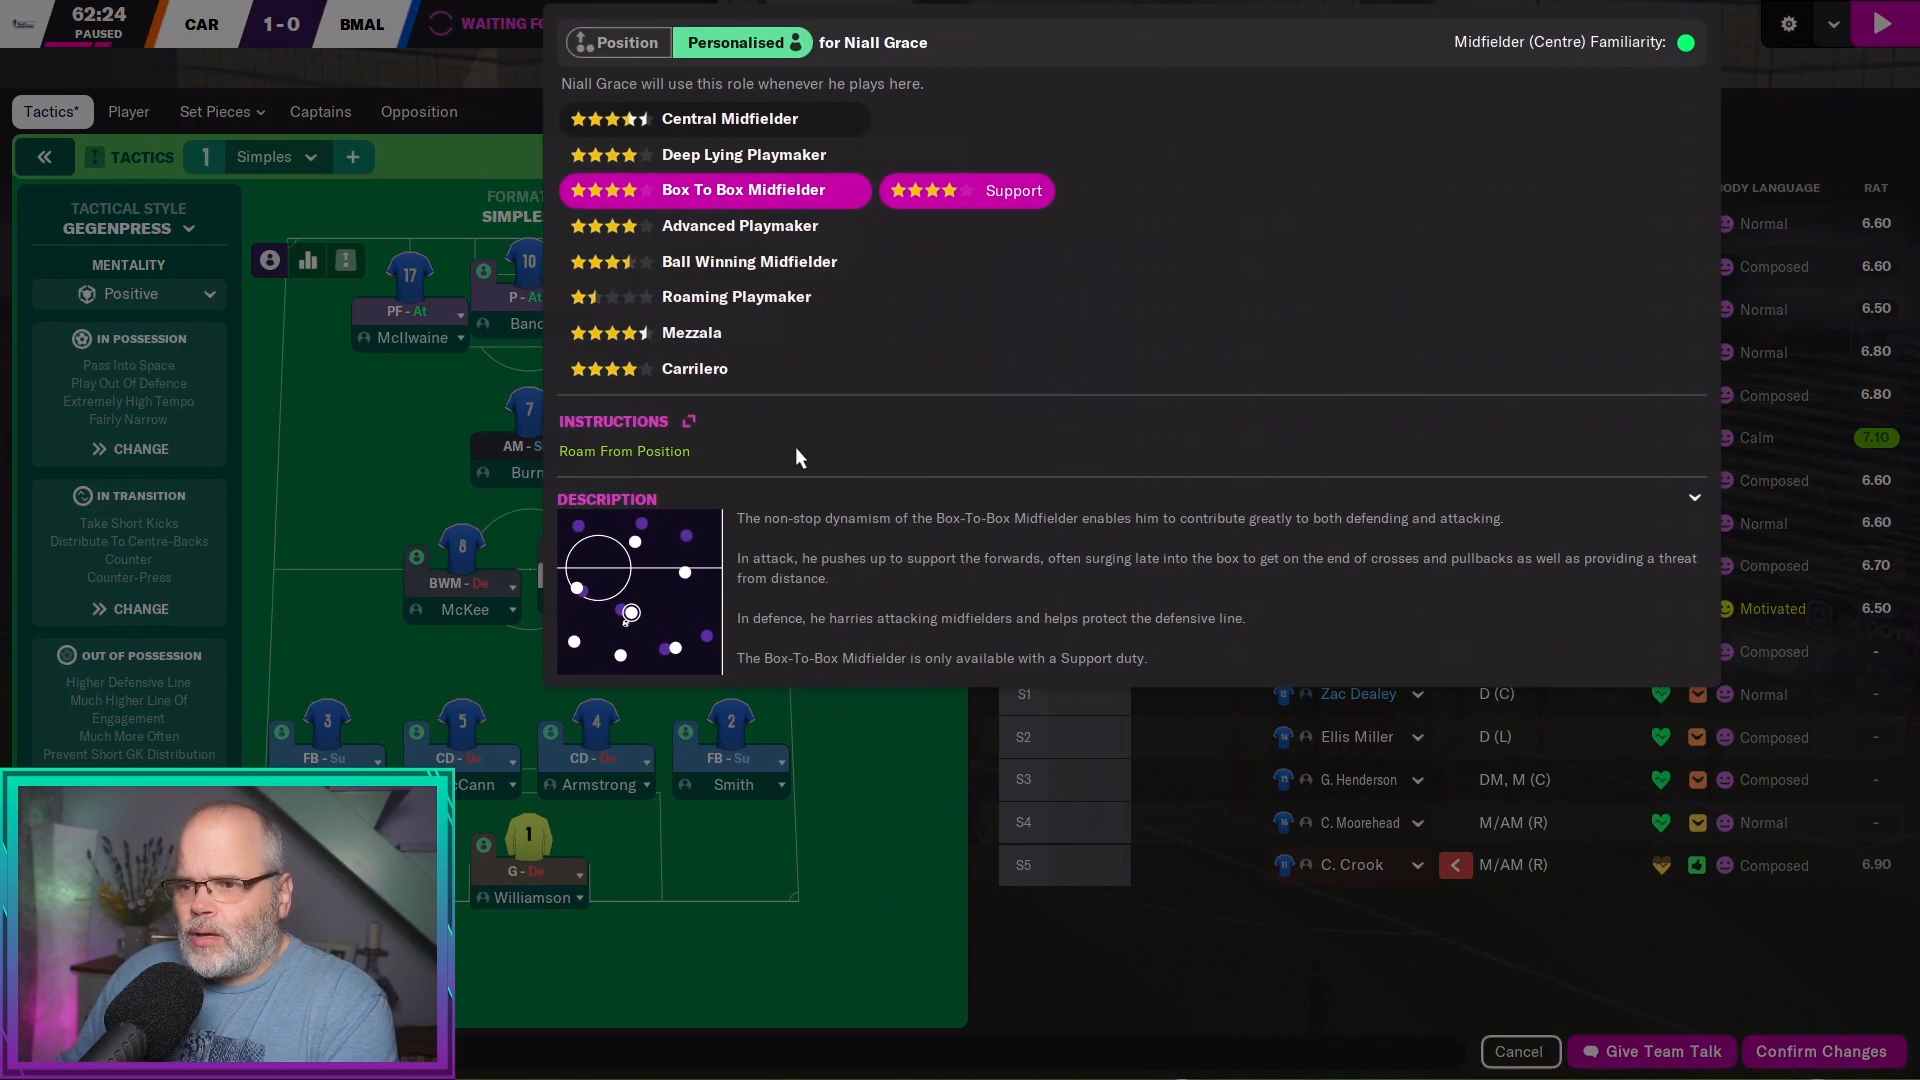 62:24
PAUSED
CAR
1-0
BMAL
WAITING FO
Position
Personalised
for Niall Grace
Midfielder (Centre) Familiarity:
Niall Grace will use this role whenever he plays here.
Central Midfielder
Deep Lying Playmaker
Box To Box Midfielder
Support
Advanced Playmaker
Ball Winning Midfielder
Roaming Playmaker
Mezzala
Carrilero
INSTRUCTIONS
Roam From Position
DESCRIPTION
The non-stop dynamism of the Box-To-Box Midfielder enables him to contribute greatly to both defending and attacking.
In attack, he pushes up to support the forwards, often surging late into the box to get on the end of crosses and pullbacks as well as providing a threat
from distance.
In defence, he harries attacking midfielders and helps protect the defensive line.
The Box-To-Box Midfielder is only available with a Support duty.
Tactics*
Player
Set Pieces
Captains
Opposition
TACTICS
1
Simples
+
TACTICAL STYLE
GEGENPRESS
MENTALITY
Positive
IN POSSESSION
Pass Into Space
Play Out Of Defence
Extremely High Tempo
Fairly Narrow
CHANGE
IN TRANSITION
Take Short Kicks
Distribute To Centre-Backs
Counter
Counter-Press
CHANGE
OUT OF POSSESSION
Higher Defensive Line
Much Higher Line Of
Engagement
Much More Often
Prevent Short GK Distribution
FORMAT
SIMPLES
17
PF - At
McIlwaine
10
P - At
Band
7
AM - S
Burn
8
BWM - De
McKee
3
FB - Su
5
CD - De
cCann
4
CD - De
Armstrong
2
FB - Su
Smith
1
G - De
Williamson
ODY LANGUAGE
RAT
Normal
6.60
Composed
6.60
Normal
6.50
Normal
6.80
Composed
6.80
Calm
7.10
Composed
6.60
Normal
6.60
Composed
6.70
Motivated
6.50
Composed
-
S1
12
Zac Dealey
D (C)
Normal
-
S2
14
Ellis Miller
D (L)
Composed
-
S3
15
G. Henderson
DM, M (C)
Composed
-
S4
16
C. Moorehead
M/AM (R)
Normal
-
S5
11
C. Crook
M/AM (R)
Composed
6.90
Cancel
Give Team Talk
Confirm Changes